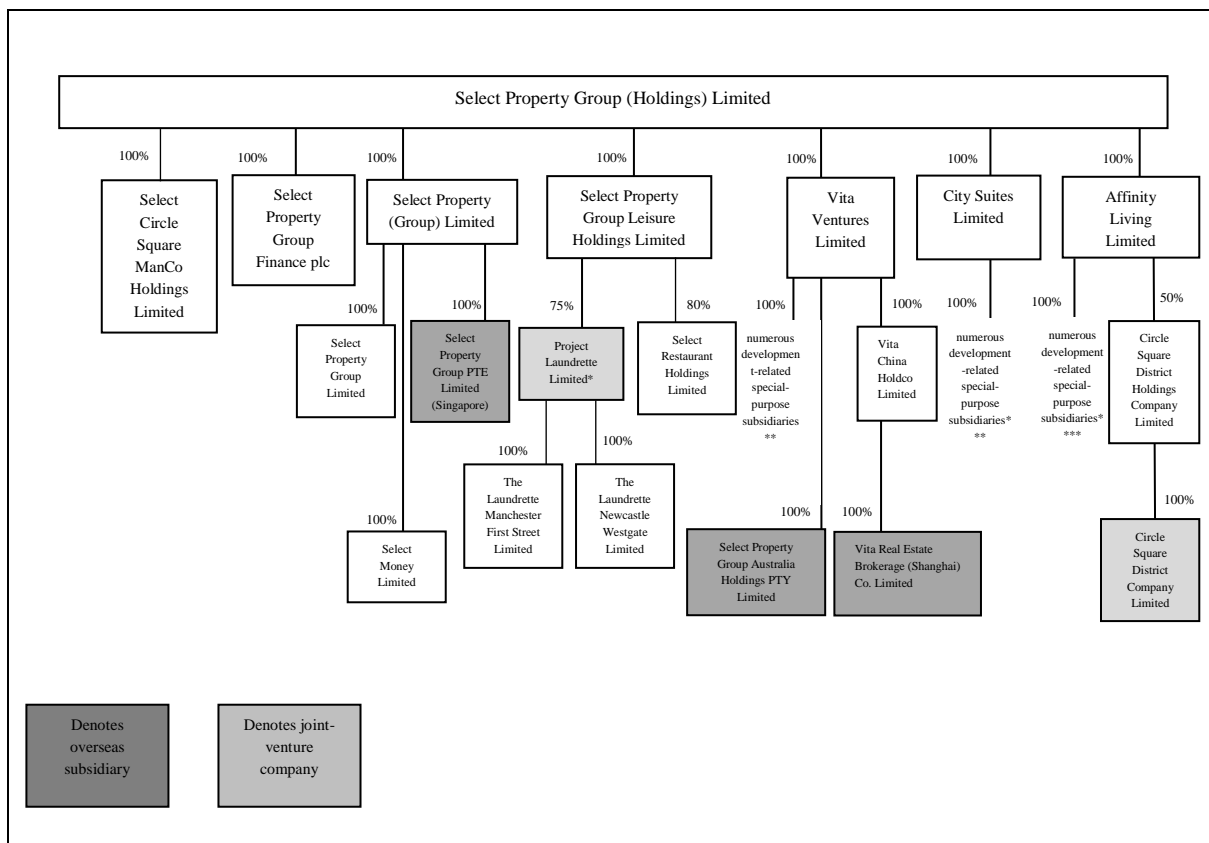 Select Property Group (Holdings) Limited
100%
100%
100%
100%
100%
100%
100%
Select
Circle
Square
ManCo
Holdings
Limited
Select
Property
Group
Finance plc
Select Property
(Group) Limited
Select Property
Group Leisure
Holdings Limited
Vita
Ventures
Limited
City Suites
Limited
Affinity
Living
Limited
100%
100%
75%
80%
100%
100%
100%
100%
50%
Select
Property
Group
Limited
Select
Property
Group PTE
Limited
(Singapore)
Project
Laundrette
Limited*
Select
Restaurant
Holdings
Limited
numerous
developmen
t-related
special-
purpose
subsidiaries
**
Vita
China
Holdco
Limited
numerous
development
-related
special-
purpose
subsidiaries*
**
numerous
development
-related
special-
purpose
subsidiaries*
***
Circle
Square
District
Holdings
Company
Limited
100%
100%
The
Laundrette
Manchester
First Street
Limited
The
Laundrette
Newcastle
Westgate
Limited
100%
100%
100%
100%
Select
Money
Limited
Select Property
Group Australia
Holdings PTY
Limited
Vita Real Estate
Brokerage (Shanghai)
Co. Limited
Circle
Square
District
Company
Limited
Denotes
overseas
subsidiary
Denotes joint-
venture
company